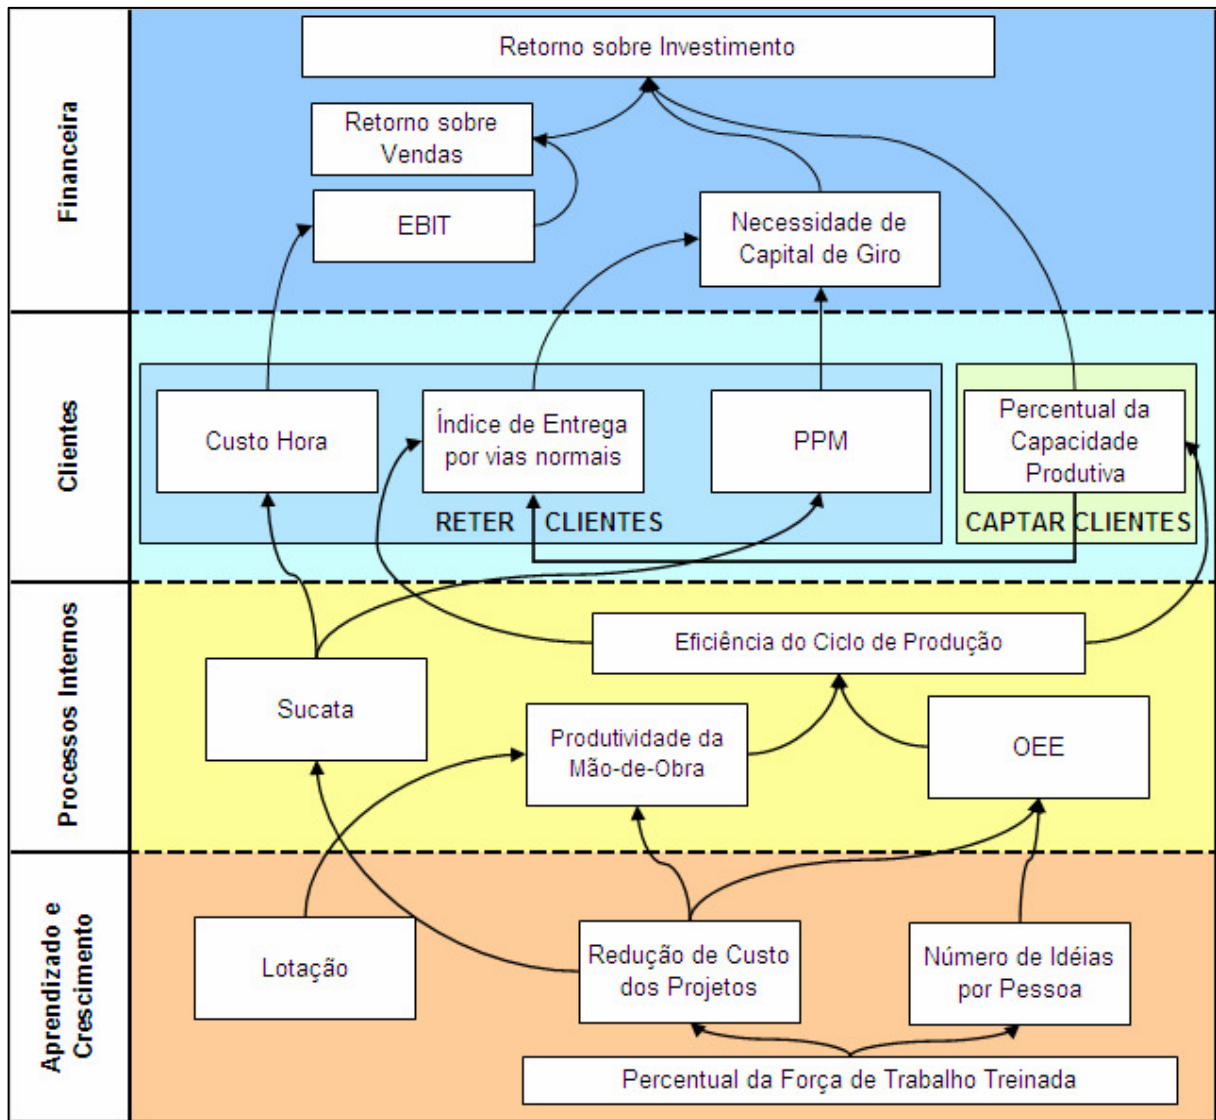 Financeira
Retorno sobre Investimento
Retorno sobre
Vendas
EBIT
Necessidade de
Capital de Giro
Clientes
Custo Hora
Índice de Entrega
por vias normais
PPM
Percentual da
Capacidade
Produtiva
RETER CLIENTES
CAPTAR CLIENTES
Processos Internos
Eficiência do Ciclo de Produção
Sucata
Produtividade da
Mão-de-Obra
OEE
Aprendizado e
Crescimento
Lotação
Redução de Custo
dos Projetos
Número de Idéias
por Pessoa
Percentual da Força de Trabalho Treinada